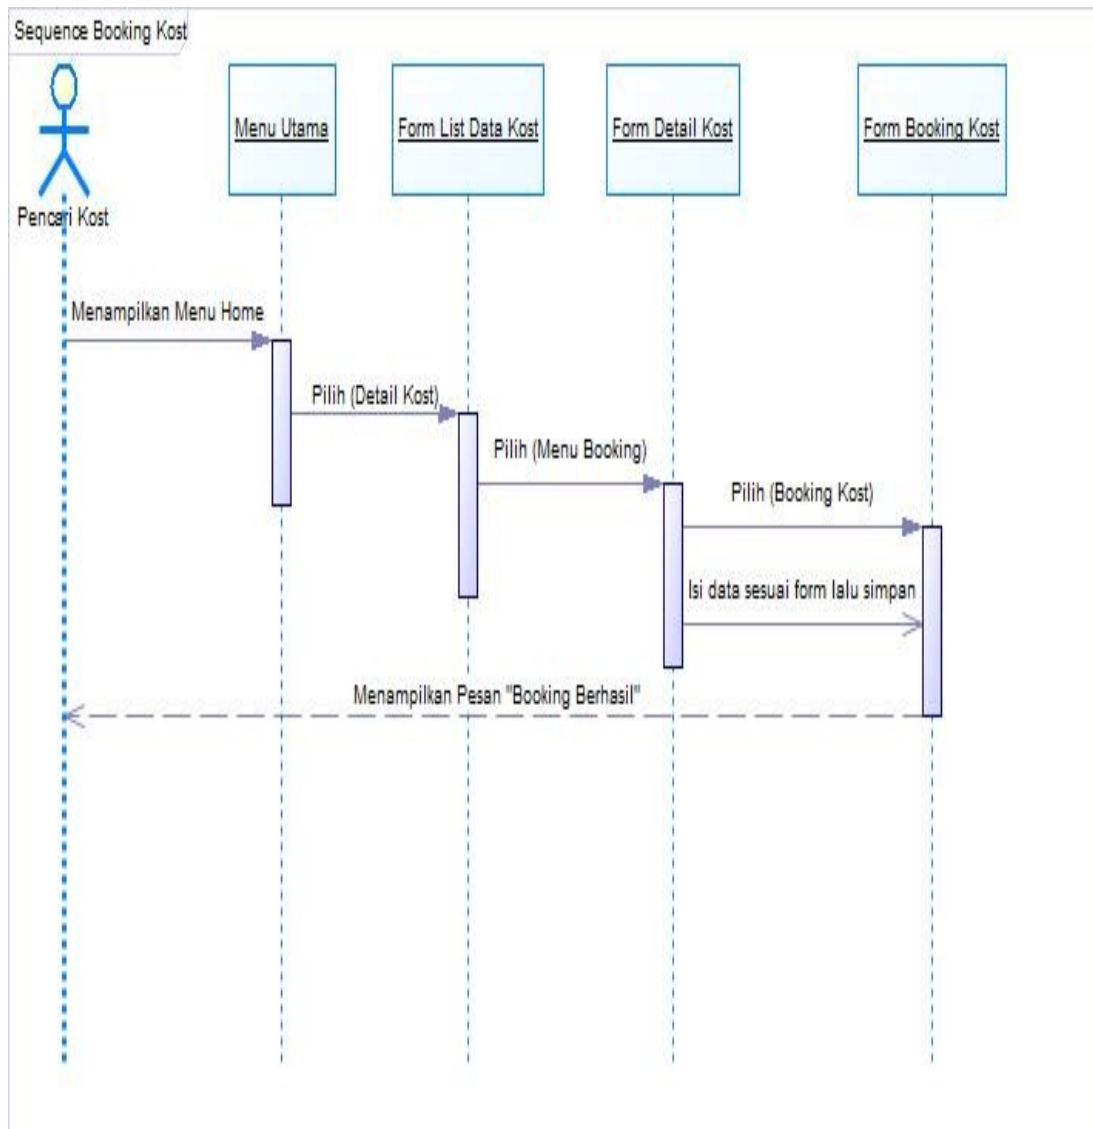 Sequence Booking Kost
Menu Utama
Form List Data Kost
Form Detail Kost
Form Booking Kost
Pencari Kost
Menampilkan Menu Home
Pilih (Detail Kost)
Pilih (Menu Booking)
Pilih (Booking Kost)
Isi data sesuai form lalu simpan
Menampilkan Pesan "Booking Berhasil"